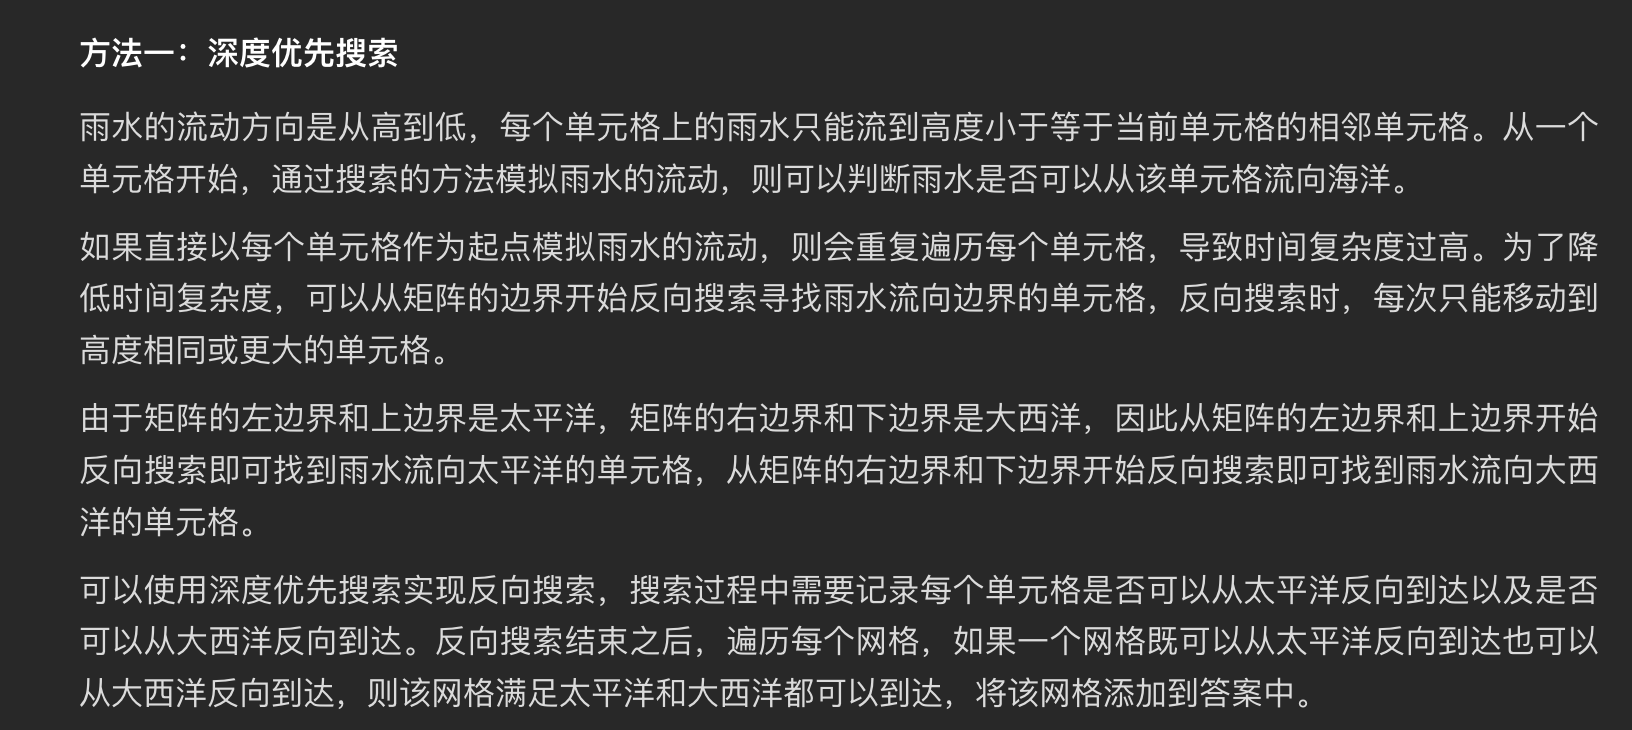 方法一：深度优先搜索
雨水的流动方向是从高到低，每个单元格上的雨水只能流到高度小于等于当前单元格的相邻单元格。从一个
单元格开始，通过搜索的方法模拟雨水的流动，则可以判断雨水是否可以从该单元格流向海洋。
如果直接以每个单元格作为起点模拟雨水的流动，则会重复遍历每个单元格，导致时间复杂度过高。为了降
低时间复杂度，可以从矩阵的边界开始反向搜索寻找雨水流向边界的单元格，反向搜索时，每次只能移动到
高度相同或更大的单元格。
由于矩阵的左边界和上边界是太平洋，矩阵的右边界和下边界是大西洋，因此从矩阵的左边界和上边界开始
反向搜索即可找到雨水流向太平洋的单元格，从矩阵的右边界和下边界开始反向搜索即可找到雨水流向大西
洋的单元格。
可以使用深度优先搜索实现反向搜索，搜索过程中需要记录每个单元格是否可以从太平洋反向到达以及是否
可以从大西洋反向到达。反向搜索结束之后，遍历每个网格，如果一个网格既可以从太平洋反向到达也可以
从大西洋反向到达，则该网格满足太平洋和大西洋都可以到达，将该网格添加到答案中。